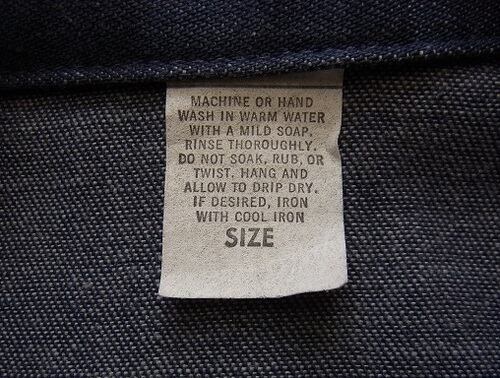 MACHINE OR HAND
WASH IN WARM WATER
WITH A MILD SOAP.
RINSE THOROUGHLY.
DO NOT SOAK, RUB, OR
TWIST. HANG AND
ALLOW TO DRIP DRY.
IF DESIRED, IRON
WITH COOL IRON
SIZE